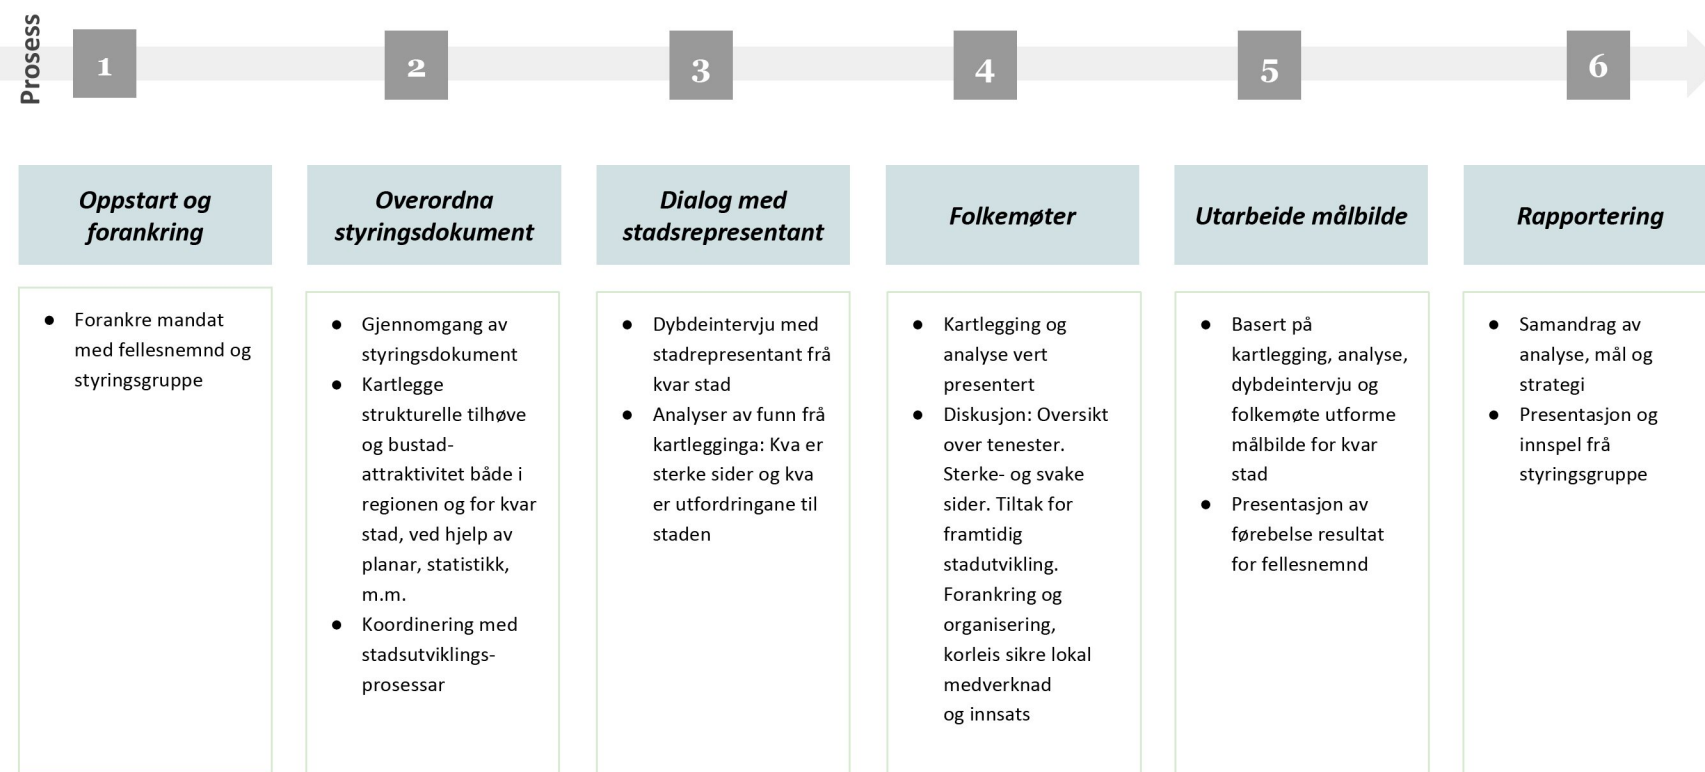 Prosess
1
2
3
4
5
6
Oppstart og
forankring
● Forankre mandat
med fellesnemnd og
styringsgruppe
Overordna
styringsdokument
● Gjennomgang av
styringsdokument
● Kartlegge
strukturelle tilhøve
og bustad-
attraktivitet både i
regionen og for kvar
stad, ved hjelp av
planar, statistikk,
m.m.
● Koordinering med
stadsutviklings-
prosessar
Dialog med
stadsrepresentant
● Dybdeintervju med
stadrepresentant frå
kvar stad
● Analyser av funn frå
kartlegginga: Kva er
sterke sider og kva
er utfordringane til
staden
Folkemøter
● Kartlegging og
analyse vert
presentert
● Diskusjon: Oversikt
over tenester.
Sterke- og svake
sider. Tiltak for
framtidig
stadutvikling.
Forankring og
organisering,
korleis sikre lokal
medverknad
og innsats
Utarbeide målbilde
● Basert på
kartlegging, analyse,
dybdeintervju og
folkemøte utforme
målbilde for kvar
stad
● Presentasjon av
førebelse resultat
for fellesnemnd
Rapportering
● Samandrag av
analyse, mål og
strategi
● Presentasjon og
innspel frå
styringsgruppe